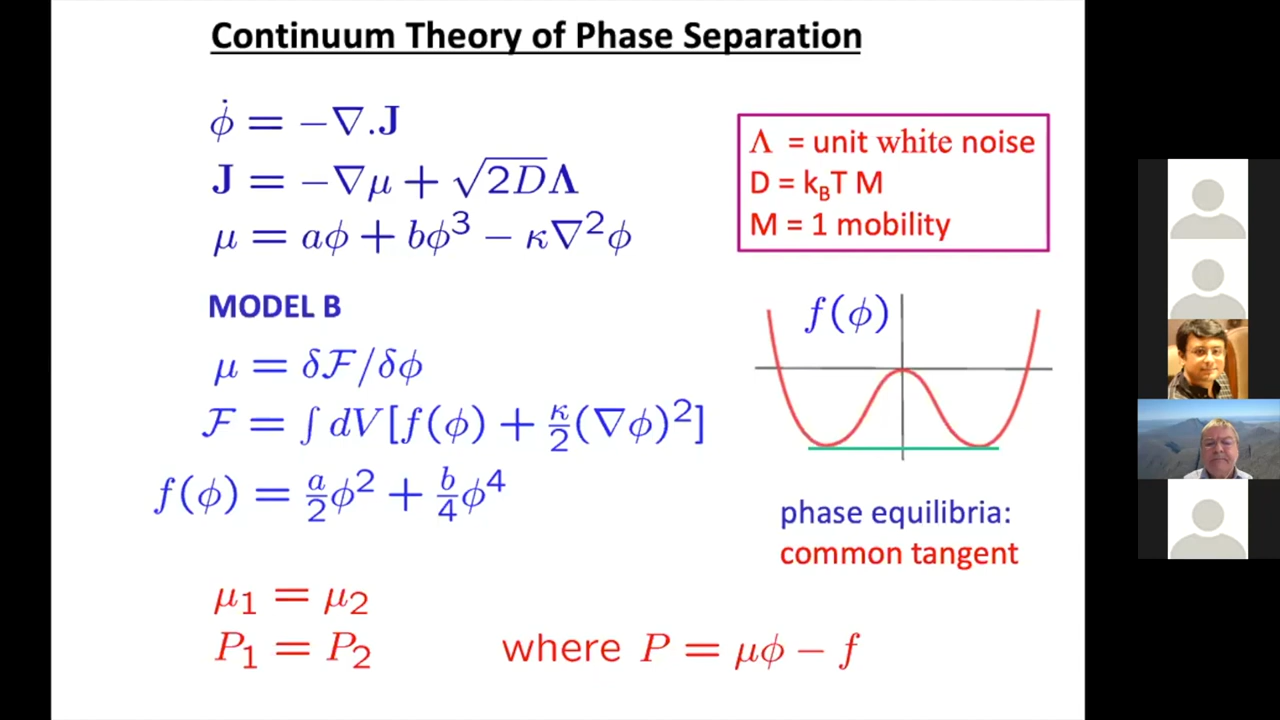 Continuum Theory of Phase Separation
ϕ̇ = −∇.J
J = −∇μ + √2D Λ
μ = aϕ + bϕ³ − κ∇²ϕ
Λ = unit white noise
D = k_BT M
M = 1 mobility
MODEL B
μ = δℱ/δϕ
ℱ = ∫ dV[f(ϕ) + κ/2(∇ϕ)²]
f(ϕ) = a/2ϕ² + b/4ϕ⁴
f(ϕ)
phase equilibria:
common tangent
μ₁ = μ₂
P₁ = P₂ where P = μϕ − f